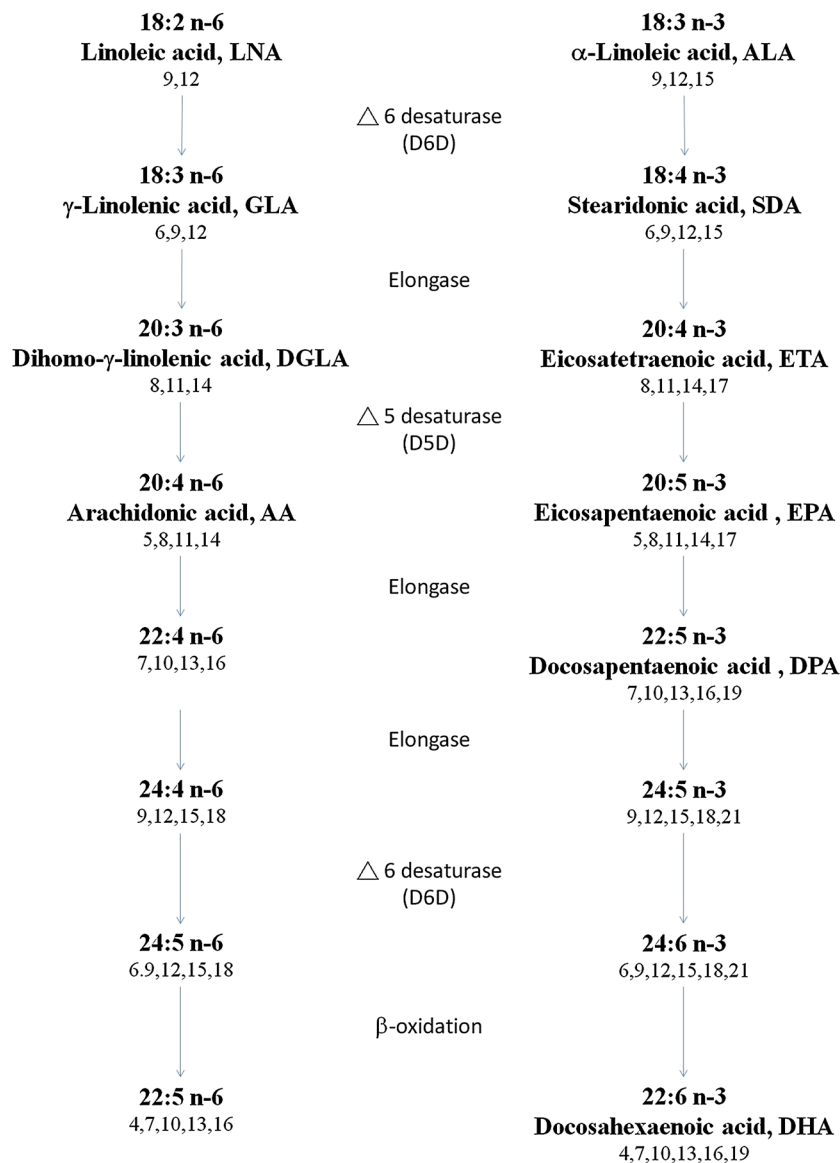 18:2 n-6
Linoleic acid, LNA
9,12
18:3 n-3
α-Linoleic acid, ALA
9,12,15
△ 6 desaturase
(D6D)
18:3 n-6
γ-Linolenic acid, GLA
6,9,12
18:4 n-3
Stearidonic acid, SDA
6,9,12,15
Elongase
20:3 n-6
Dihomo-γ-linolenic acid, DGLA
8,11,14
20:4 n-3
Eicosatetraenoic acid, ETA
8,11,14,17
△ 5 desaturase
(D5D)
20:4 n-6
Arachidonic acid, AA
5,8,11,14
20:5 n-3
Eicosapentaenoic acid , EPA
5,8,11,14,17
Elongase
22:4 n-6
7,10,13,16
22:5 n-3
Docosapentaenoic acid , DPA
7,10,13,16,19
Elongase
24:4 n-6
9,12,15,18
24:5 n-3
9,12,15,18,21
△ 6 desaturase
(D6D)
24:5 n-6
6.9,12,15,18
24:6 n-3
6,9,12,15,18,21
β-oxidation
22:5 n-6
4,7,10,13,16
22:6 n-3
Docosahexaenoic acid, DHA
4,7,10,13,16,19